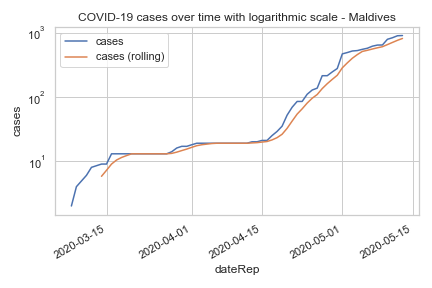 COVID-19 cases over time with logarithmic scale - Maldives
cases
cases (rolling)
10³
10²
10¹
cases
2020-03-15
2020-04-01
2020-04-15
2020-05-01
2020-05-15
dateRep